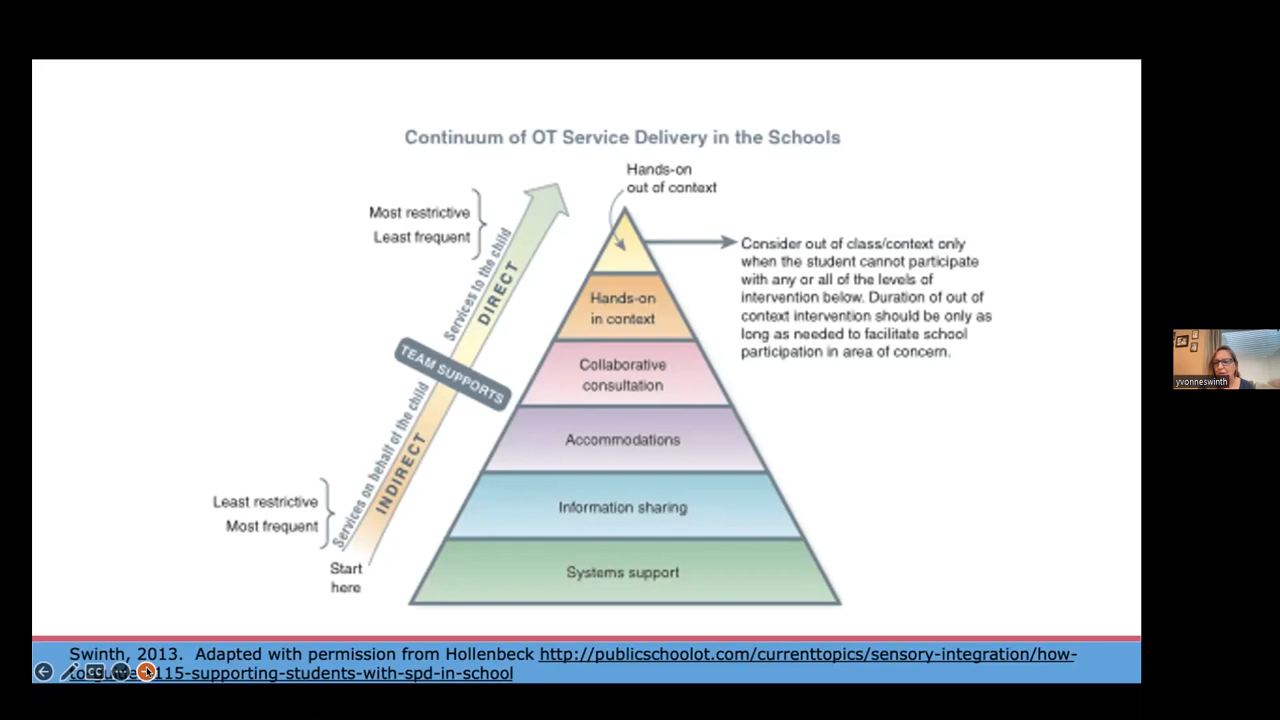 Continuum of OT Service Delivery in the Schools
Hands-on
out of context
Most restrictive
Least frequent
Services to the child
DIRECT
Consider out of class/context only
when the student cannot participate
with any or all of the levels of
intervention below. Duration of out of
context intervention should be only as
long as needed to facilitate school
participation in area of concern.
Hands-on
in context
TEAM SUPPORTS
Collaborative
consultation
yvonneswinth
Services on behalf of the child
INDIRECT
Accommodations
Least restrictive
Most frequent
Information sharing
Start
here
Systems support
Swinth, 2013. Adapted with permission from Hollenbeck http://publicschoolot.com/currenttopics/sensory-integration/how-
115-supporting-students-with-spd-in-school
CC